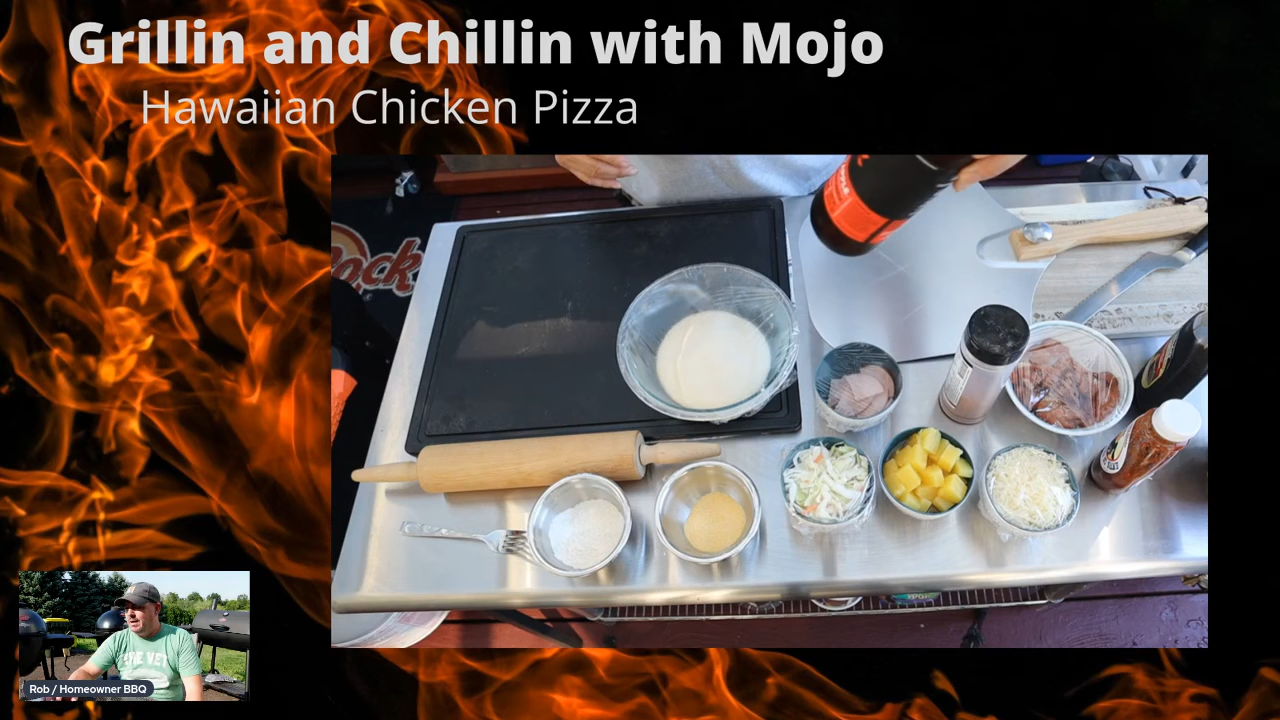 Grillin and Chillin with Mojo
Hawaiian Chicken Pizza
Rob / Homeowner BBQ